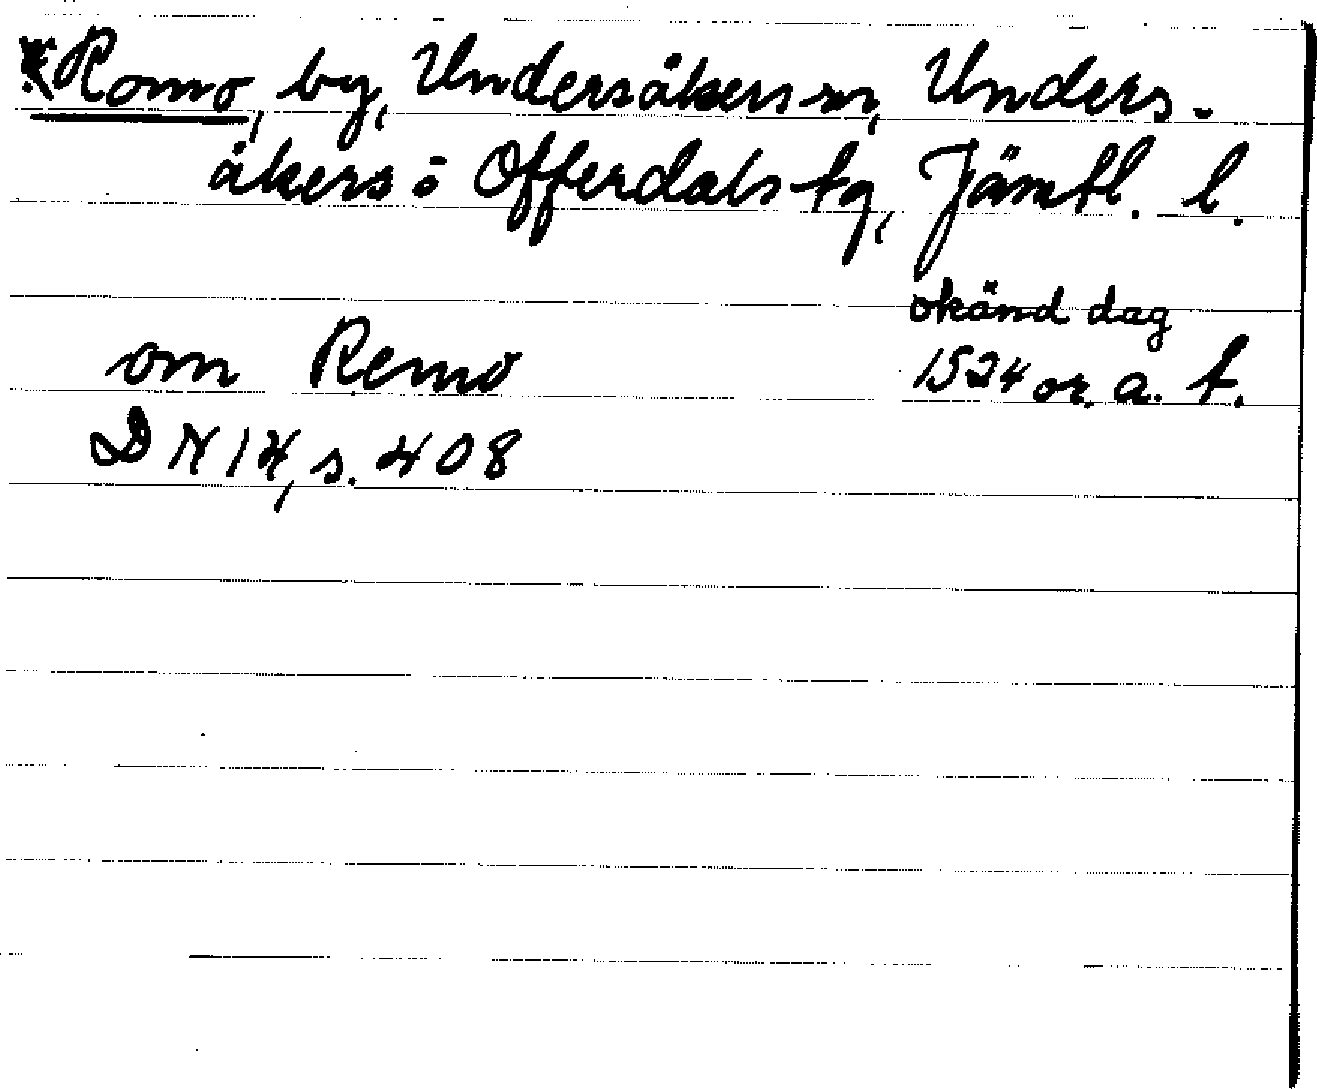 Romo, by, Undersåkers sn, Unders-
åkers o Offerdals tg, Jämtl. l.
okänd dag
om Remo 1524 or. a. t.
DN 14, s. 408